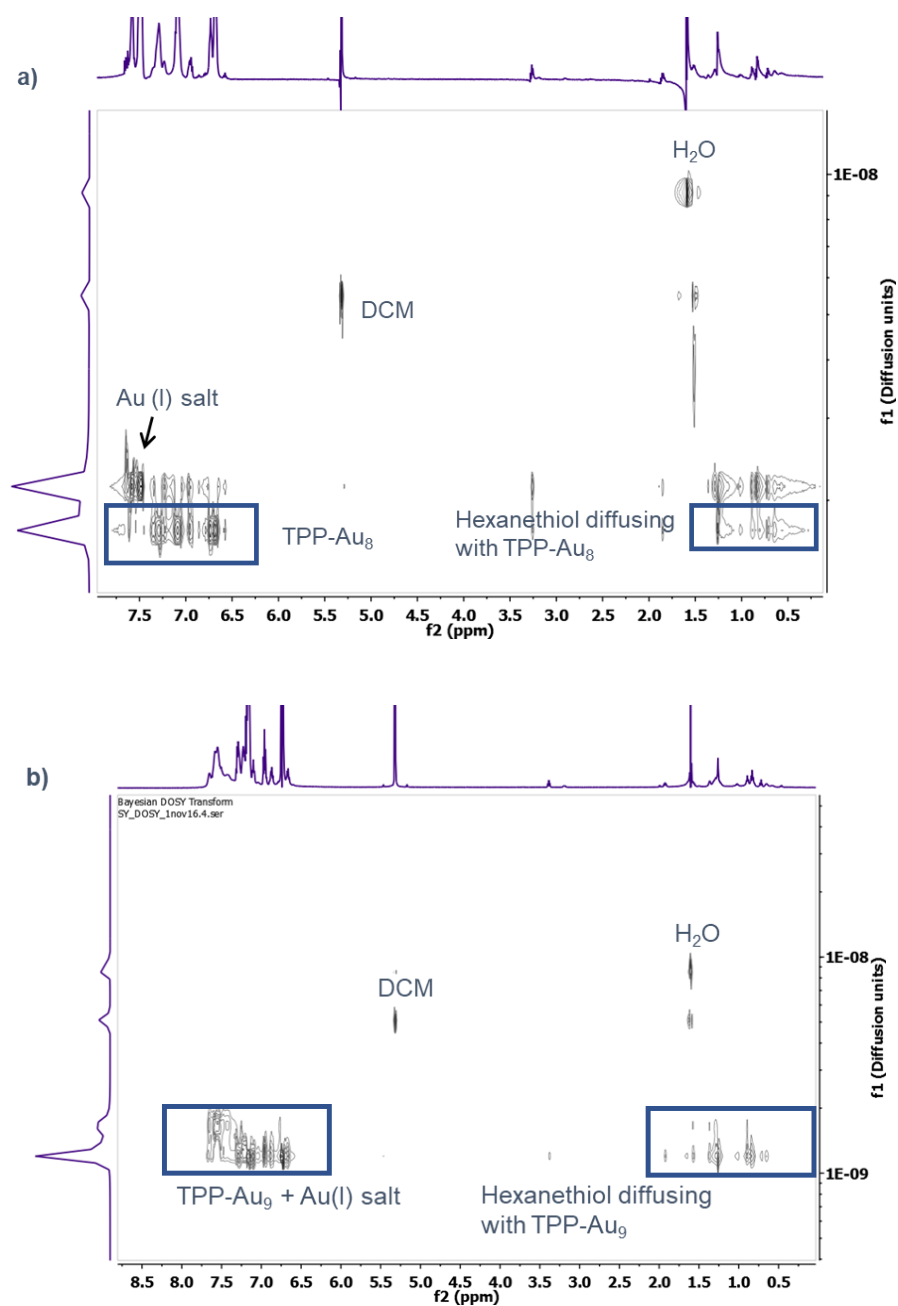 a)
H₂O
1E-08
DCM
Au (I) salt
f1 (Diffusion units)
Hexanethiol diffusing
with TPP-Au₈
TPP-Au₈
7.5 7.0 6.5 6.0 5.5 5.0 4.5 4.0 3.5 3.0 2.5 2.0 1.5 1.0 0.5
f2 (ppm)
b)
Bayesian DOSY Transform
SY_DOSY_1nov16.4.ser
H₂O
1E-08
DCM
f1 (Diffusion units)
1E-09
TPP-Au₉ + Au(I) salt
Hexanethiol diffusing
with TPP-Au₉
8.5 8.0 7.5 7.0 6.5 6.0 5.5 5.0 4.5 4.0 3.5 3.0 2.5 2.0 1.5 1.0 0.5
f2 (ppm)